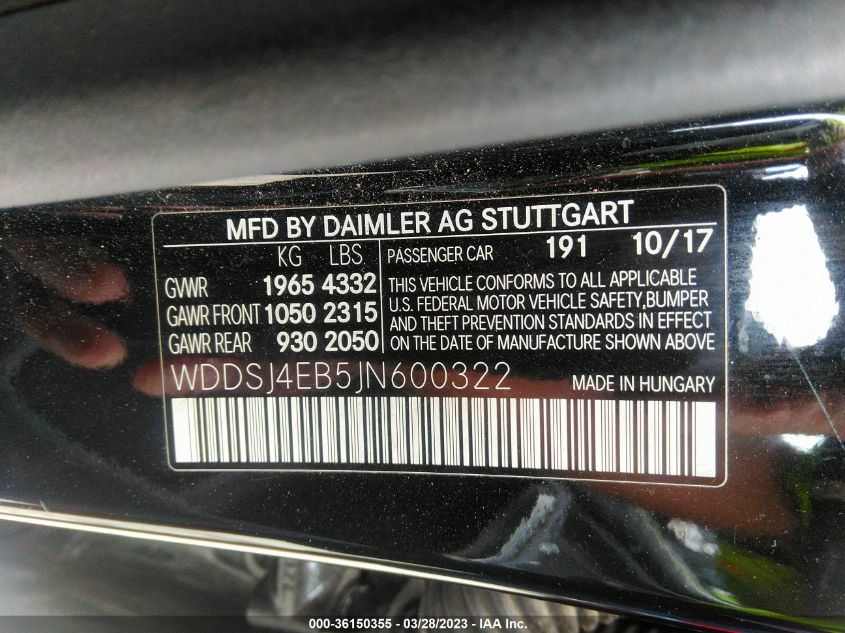 MFD BY DAIMLER AG STUTTGART
KG LBS.
GVWR 1965 4332
GAWR FRONT 1050 2315
GAWR REAR 930 2050
PASSENGER CAR 191 10/17
THIS VEHICLE CONFORMS TO ALL APPLICABLE
U.S. FEDERAL MOTOR VEHICLE SAFETY,BUMPER
AND THEFT PREVENTION STANDARDS IN EFFECT
ON THE DATE OF MANUFACTURE SHOWN ABOVE
WDDSJ4EB5JN600322 MADE IN HUNGARY
000-36150355 | 03/28/2023 | © IAA Inc.